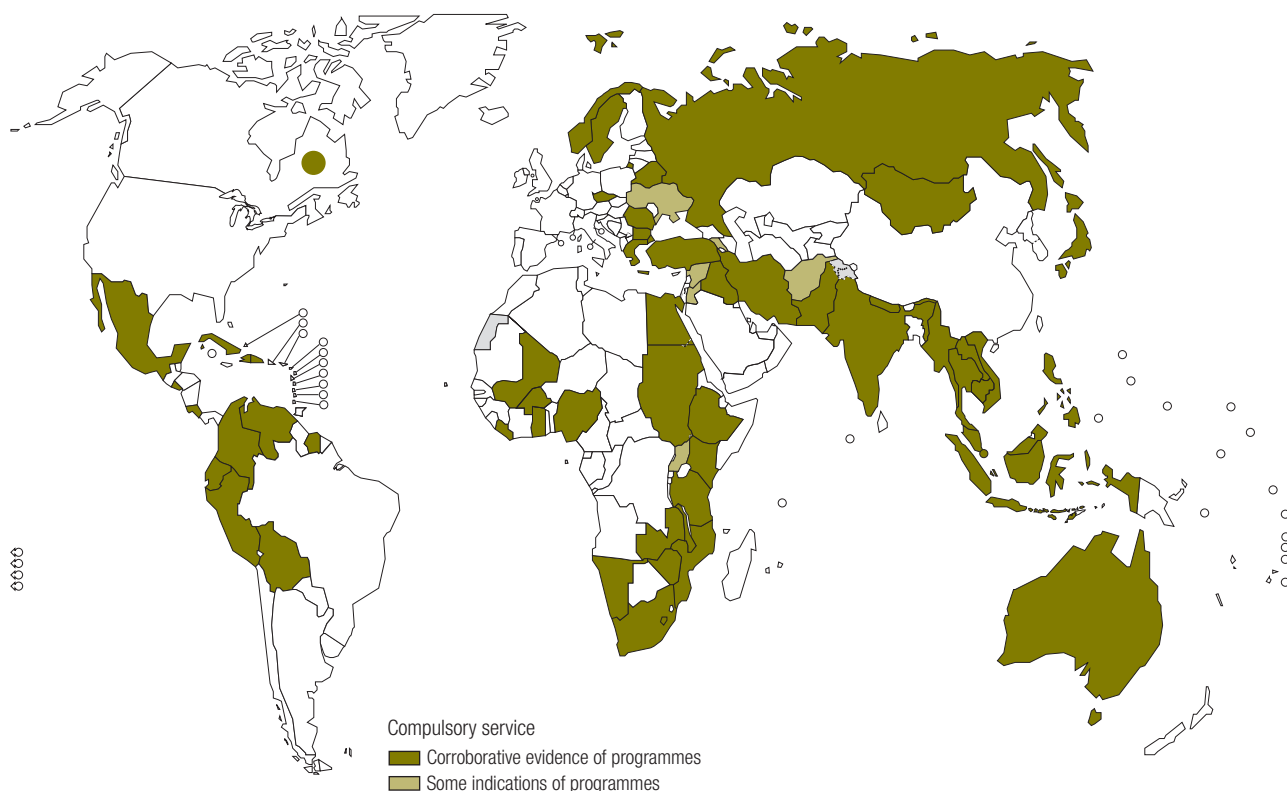 Compulsory service
Corroborative evidence of programmes
Some indications of programmes